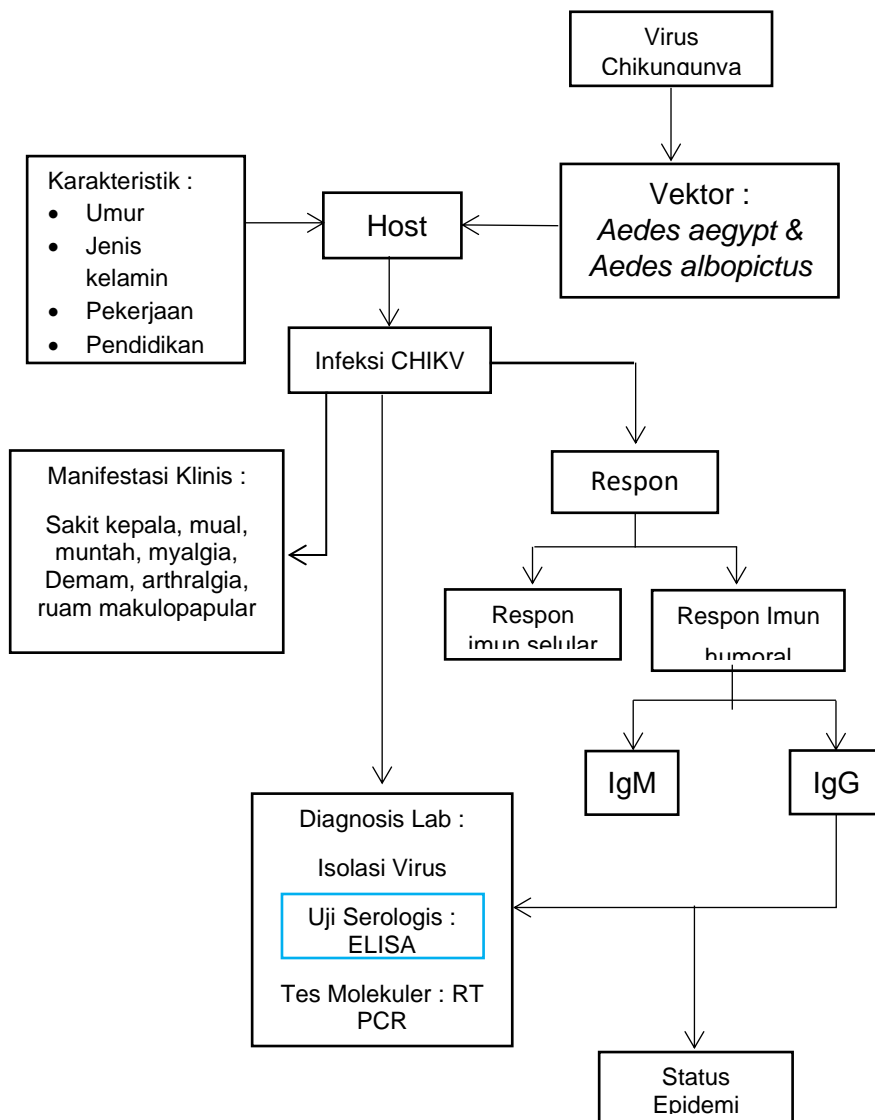 Virus
Chikungunya
Karakteristik :
• Umur
• Jenis
kelamin
• Pekerjaan
• Pendidikan
Host
Vektor :
Aedes aegypt &
Aedes albopictus
Infeksi CHIKV
Manifestasi Klinis :
Sakit kepala, mual,
muntah, myalgia,
Demam, arthralgia,
ruam makulopapular
Respon
Respon
imun selular
Respon Imun
humoral
IgM
IgG
Diagnosis Lab :
Isolasi Virus
Uji Serologis :
ELISA
Tes Molekuler : RT
PCR
Status
Epidemi